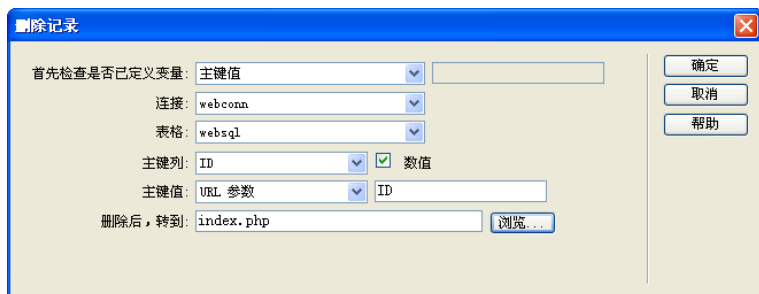 删除记录
首先检查是否已定义变量: 主键值
确定
连接: webconn
取消
表格: websql
帮助
主键列: ID 数值
主键值: URL 参数 ID
删除后,转到: index.php 浏览...